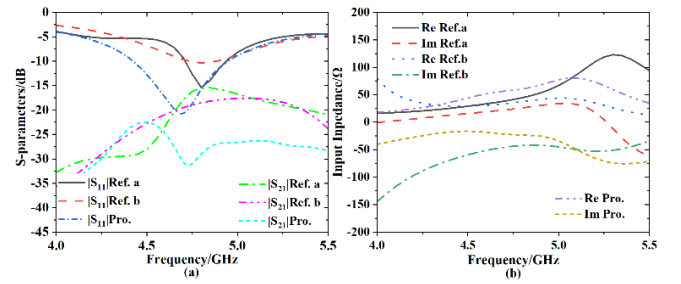 -5
-10
-15
-20
-25
-30
-35
-40
-45
S-parameters/dB
|S11|Ref. a
|S11|Ref. b
|S11|Pro.
|S21|Ref. a
|S21|Ref. b
|S21|Pro.
4.0
4.5
5.0
5.5
Frequency/GHz
(a)
200
150
100
50
0
-50
-100
-150
-200
Input Inpedance/Ω
Re Ref.a
Im Ref.a
Re Ref.b
Im Ref.b
Re Pro.
Im Pro.
4.0
4.5
5.0
5.5
Frequency/GHz
(b)